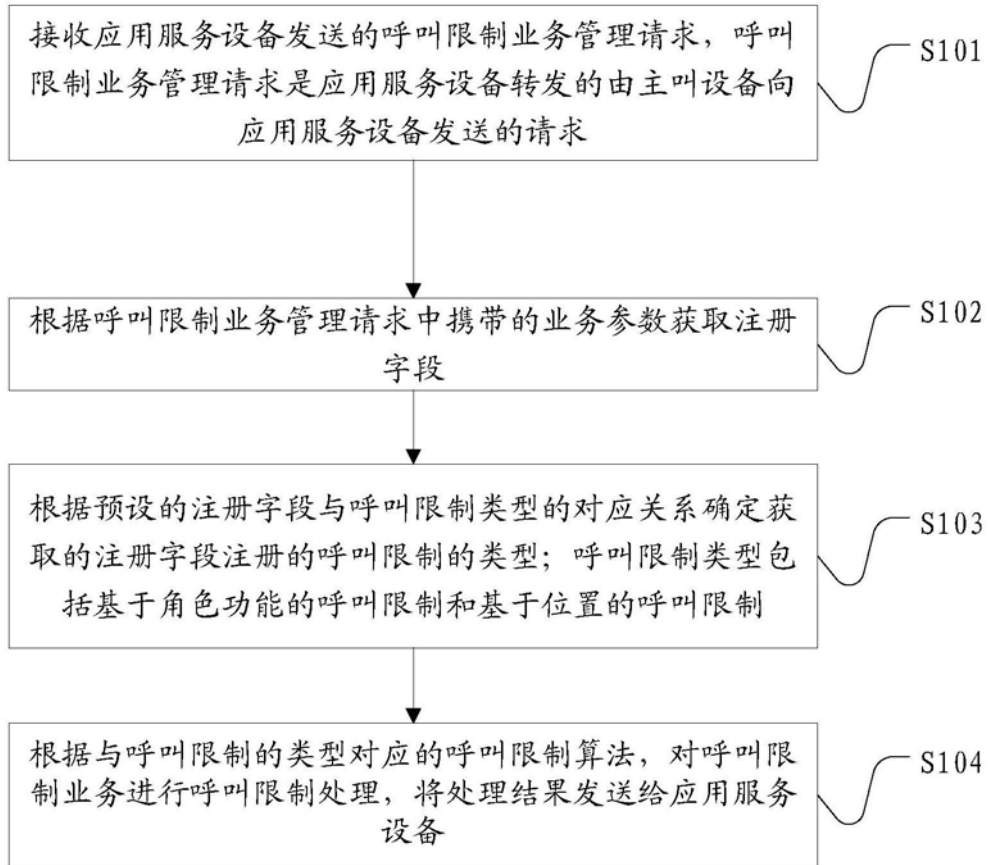 接收应用服务设备发送的呼叫限制业务管理请求，呼叫
限制业务管理请求是应用服务设备转发的由主叫设备向
应用服务设备发送的请求
S101
根据呼叫限制业务管理请求中携带的业务参数获取注册
字段
S102
根据预设的注册字段与呼叫限制类型的对应关系确定获
取的注册字段注册的呼叫限制的类型；呼叫限制类型包
括基于角色功能的呼叫限制和基于位置的呼叫限制
S103
根据与呼叫限制的类型对应的呼叫限制算法，对呼叫限
制业务进行呼叫限制处理，将处理结果发送给应用服务
设备
S104